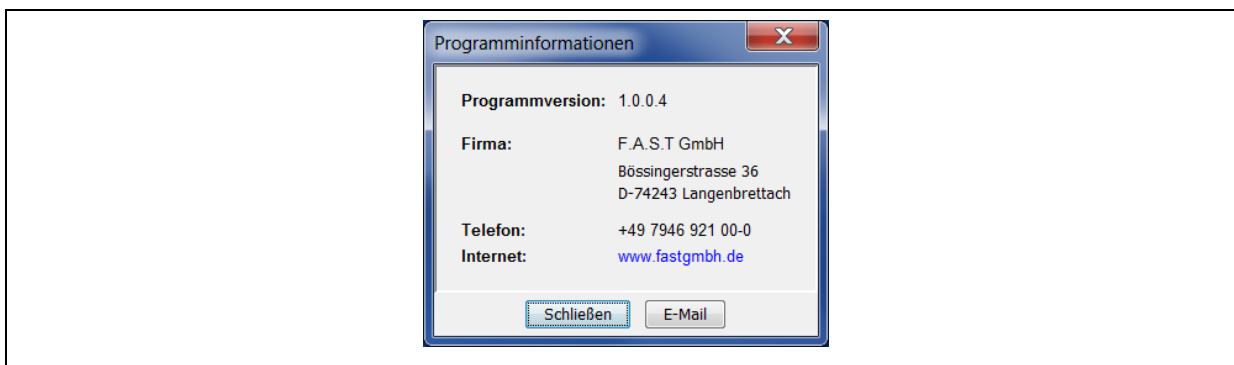 Programminformationen
Programmversion: 1.0.0.4
Firma: F.A.S.T GmbH
Bössingerstrasse 36
D-74243 Langenbrettach
Telefon: +49 7946 921 00-0
Internet: www.fastgmbh.de
Schließen E-Mail